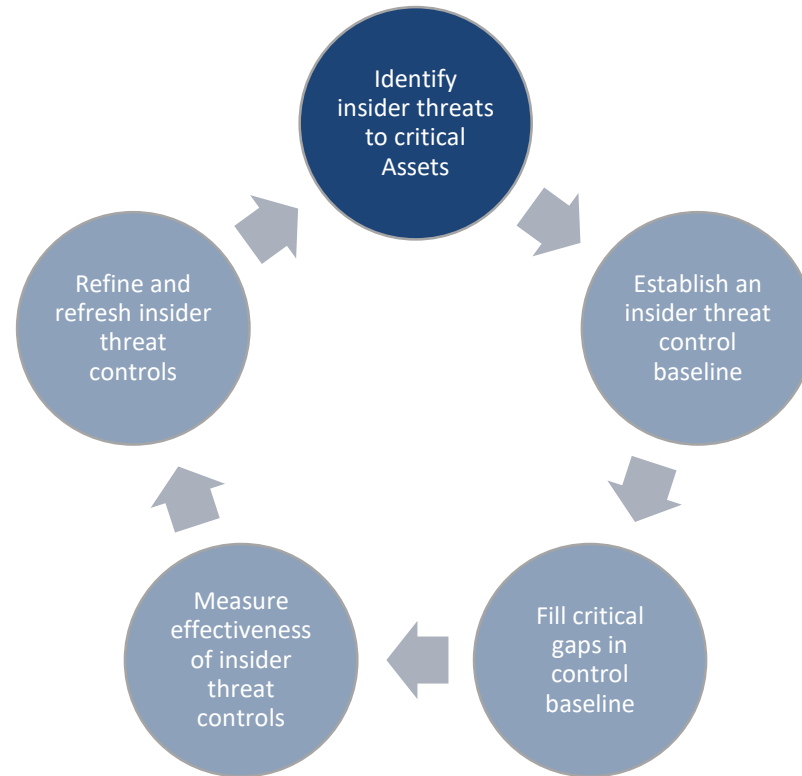 Identify
insider threats
to critical
Assets
Establish an
insider threat
control
baseline
Fill critical
gaps in
control
baseline
Measure
effectiveness
of insider
threat
controls
Refine and
refresh insider
threat
controls